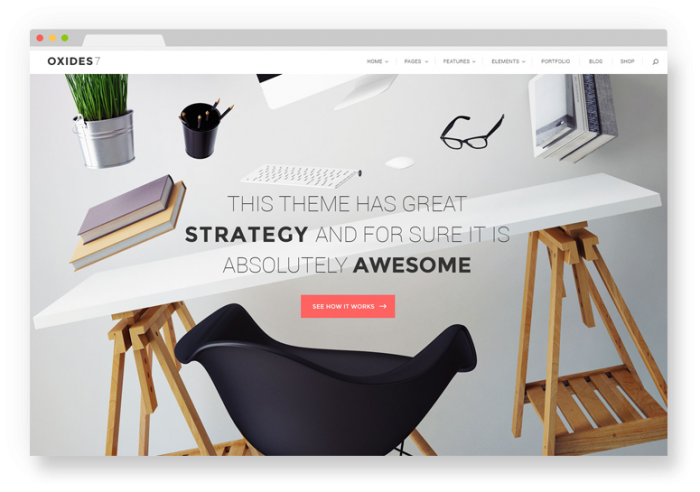 OXIDES7
HOME PAGES FEATURES ELEMENTS PORTFOLIO BLOG SHOP
THIS THEME HAS GREAT
STRATEGY AND FOR SURE IT IS
ABSOLUTELY AWESOME
SEE HOW IT WORKS